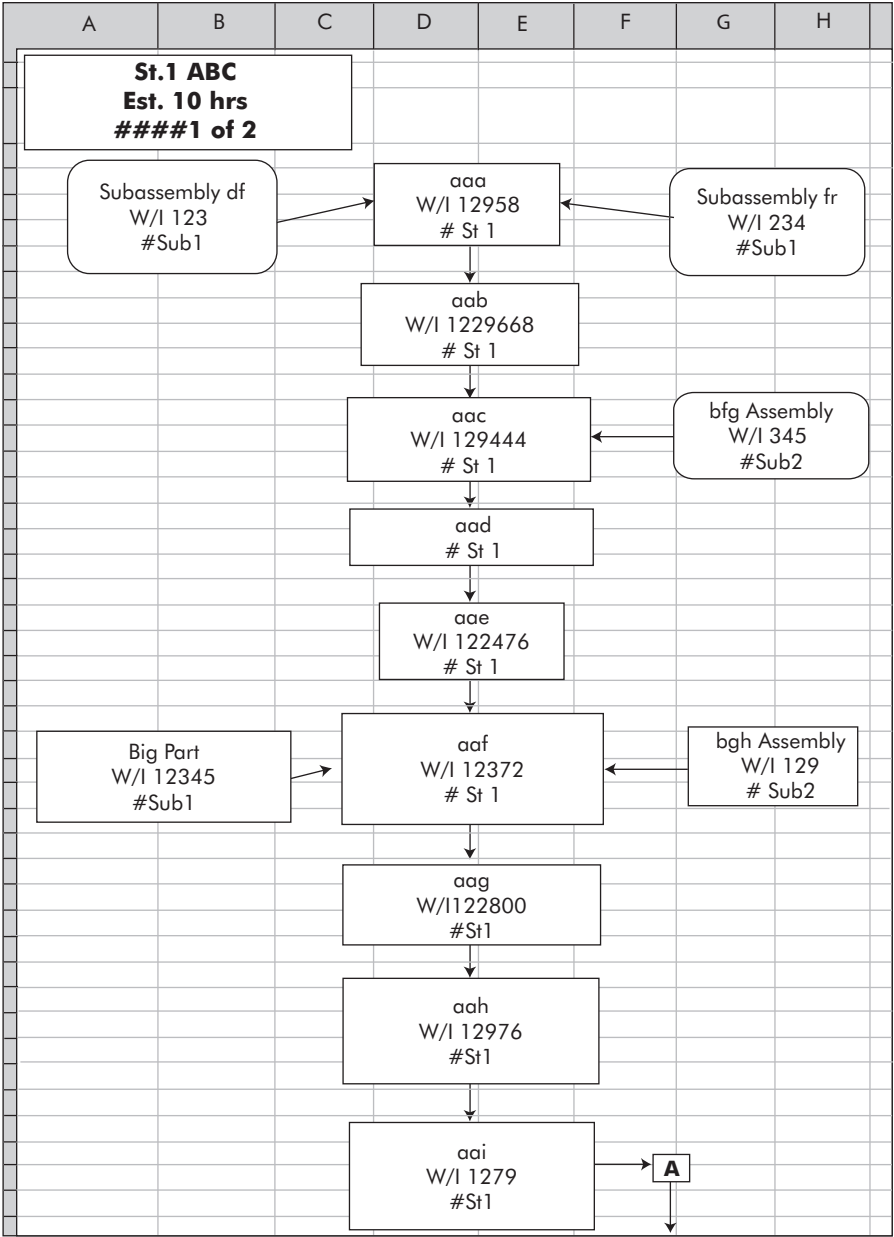 A B C D E F G H
St.1 ABC
Est. 10 hrs
####1 of 2
Subassembly df
W/I 123
#Sub1
aaa
W/I 12958
# St 1
Subassembly fr
W/I 234
#Sub1
aab
W/I 1229668
# St 1
aac
W/I 129444
# St 1
bfg Assembly
W/I 345
#Sub2
aad
# St 1
aae
W/I 122476
# St 1
Big Part
W/I 12345
#Sub1
aaf
W/I 12372
# St 1
bgh Assembly
W/I 129
# Sub2
aag
W/I122800
#St1
aah
W/I 12976
#St1
aai
W/I 1279
#St1
A